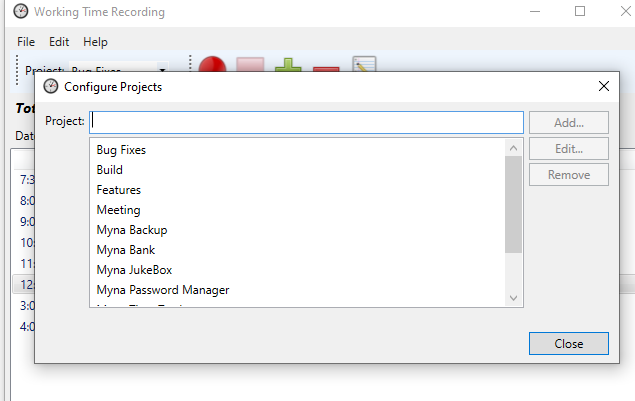 Working Time Recording
File Edit Help
Project: Bug Fixes
Configure Projects
Tot
Project:
Add...
Dat
Edit...
Bug Fixes
Build
Remove
Features
Meeting
Myna Backup
Myna Bank
Myna JukeBox
Myna Password Manager
7:3
8:0
9:0
10:
11:
12:
3:0
4:0
Close